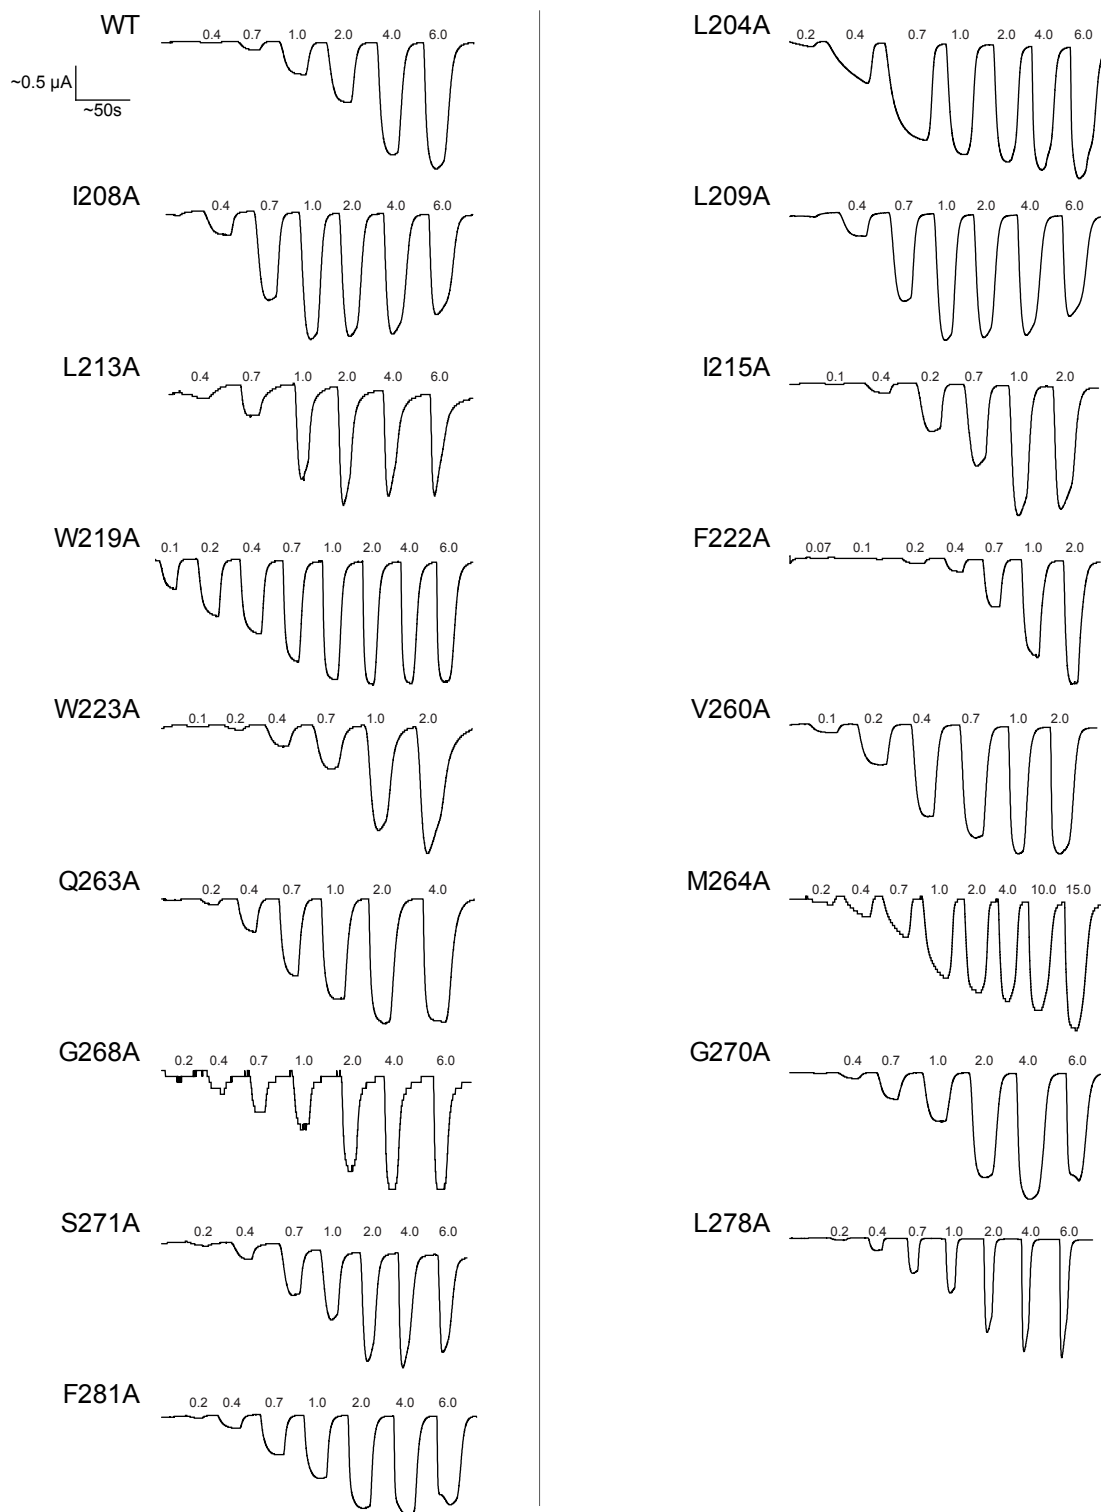 WT
0.4 0.7 1.0 2.0 4.0 6.0
~0.5 µA
~50s
I208A
0.4 0.7 1.0 2.0 4.0 6.0
L213A
0.4 0.7 1.0 2.0 4.0 6.0
W219A
0.1 0.2 0.4 0.7 1.0 2.0 4.0 6.0
W223A
0.1 0.2 0.4 0.7 1.0 2.0
Q263A
0.2 0.4 0.7 1.0 2.0 4.0
G268A
0.2 0.4 0.7 1.0 2.0 4.0 6.0
S271A
0.2 0.4 0.7 1.0 2.0 4.0 6.0
F281A
0.2 0.4 0.7 1.0 2.0 4.0 6.0
L204A
0.2 0.4 0.7 1.0 2.0 4.0 6.0
L209A
0.4 0.7 1.0 2.0 4.0 6.0
I215A
0.1 0.4 0.2 0.7 1.0 2.0
F222A
0.07 0.1 0.2 0.4 0.7 1.0 2.0
V260A
0.1 0.2 0.4 0.7 1.0 2.0
M264A
0.2 0.4 0.7 1.0 2.0 4.0 10.0 15.0
G270A
0.4 0.7 1.0 2.0 4.0 6.0
L278A
0.2 0.4 0.7 1.0 2.0 4.0 6.0